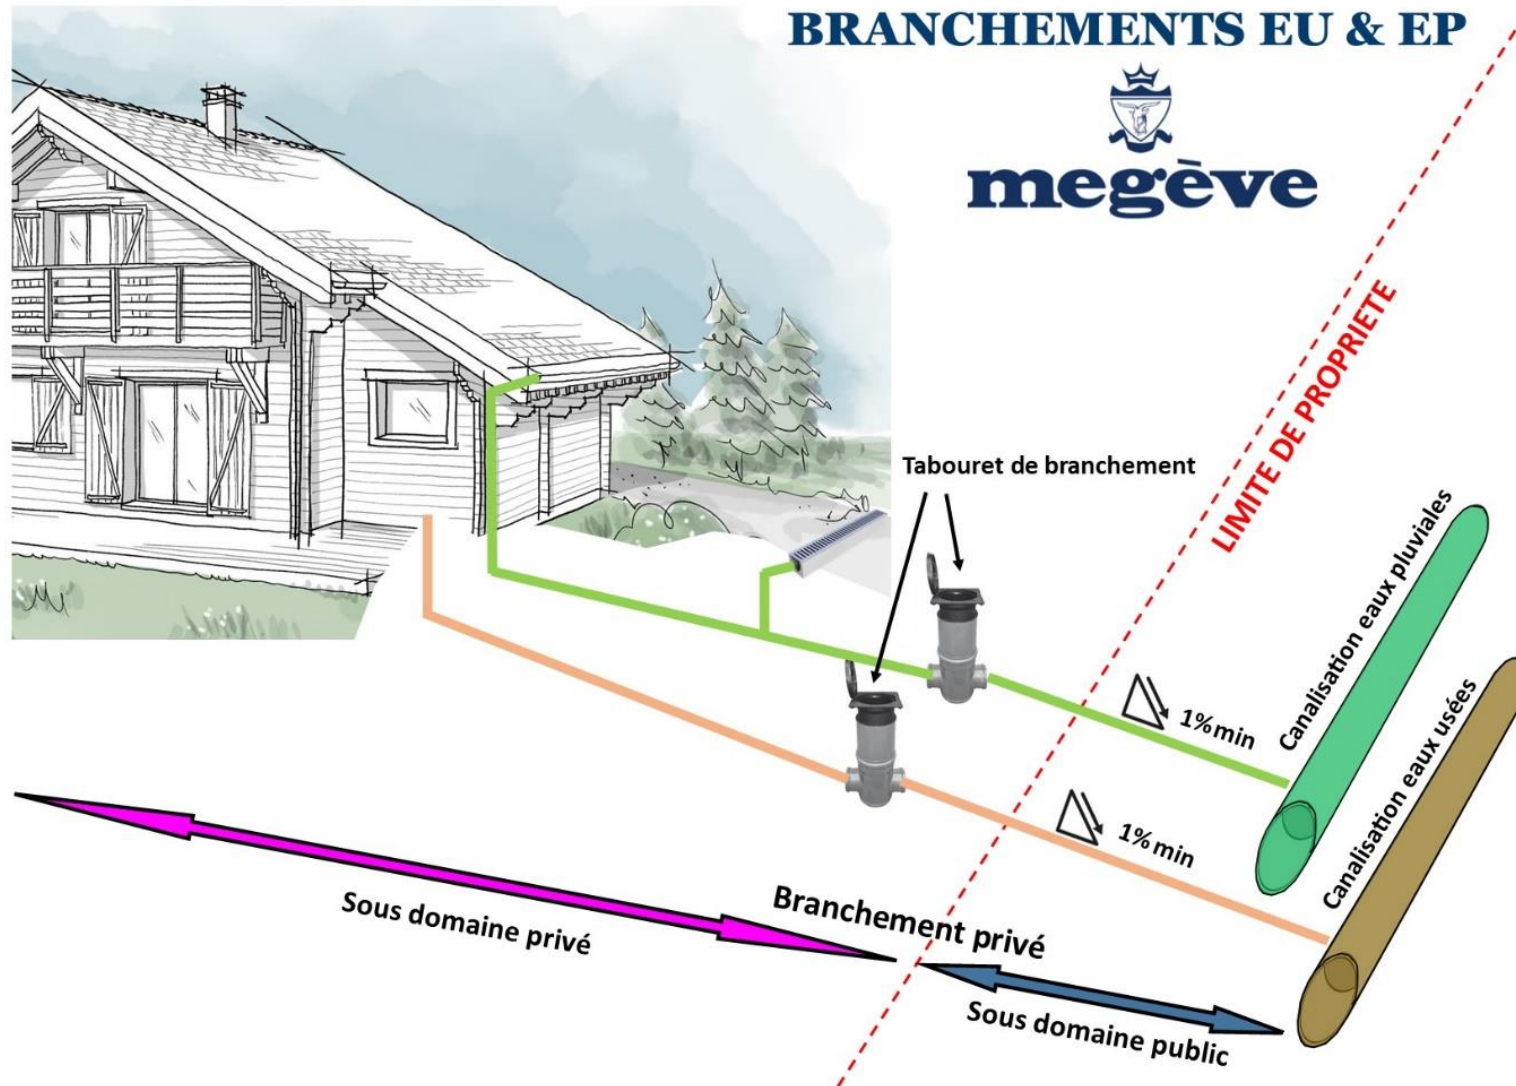 BRANCHEMENTS EU & EP
megève
LIMITE DE PROPRIETE
Tabouret de branchement
Canalisation eaux pluviales
1%min
Canalisation eaux usées
1%min
Branchement privé
Sous domaine privé
Sous domaine public